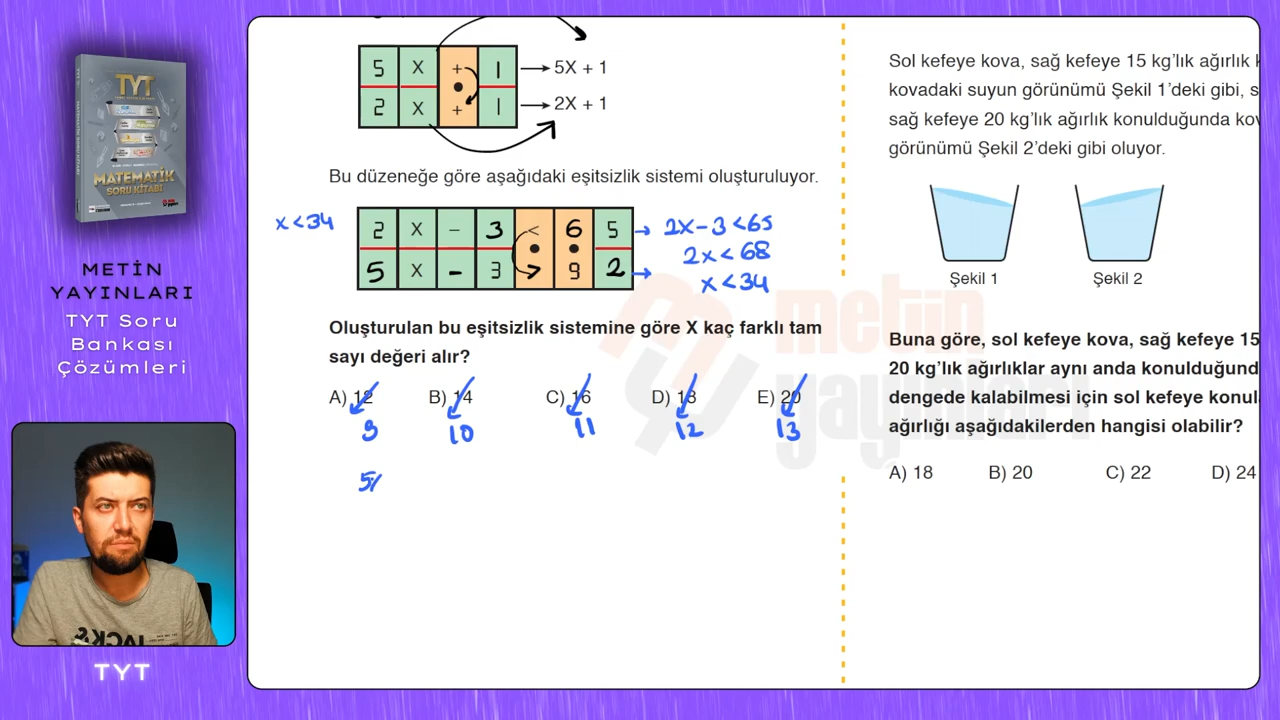 TYT
MATEMATİK
SORU KİTABI
METİN
YAYINLARI
TYT Soru
Bankası
Çözümleri
TYT
5 X + 1 → 5X + 1
2 X + 1 → 2X + 1
Bu düzeneğe göre aşağıdaki eşitsizlik sistemi oluşturuluyor.
x < 34
2 X - 3 < 6 5 → 2x - 3 < 65
2x < 68
5 X - 3 > 9 2 →
x < 34
Oluşturulan bu eşitsizlik sistemine göre X kaç farklı tam
sayı değeri alır?
A) 12 B) 14 C) 16 D) 18 E) 20
9 10 11 12 13
Sol kefeye kova, sağ kefeye 15 kg'lık ağırlık
kovadaki suyun görünümü Şekil 1'deki gibi, s
sağ kefeye 20 kg'lık ağırlık konulduğunda kov
görünümü Şekil 2'deki gibi oluyor.
Şekil 1 Şekil 2
Buna göre, sol kefeye kova, sağ kefeye 15
20 kg'lık ağırlıklar aynı anda konulduğund
dengede kalabilmesi için sol kefeye konul
ağırlığı aşağıdakilerden hangisi olabilir?
A) 18 B) 20 C) 22 D) 24
metin
yayınları